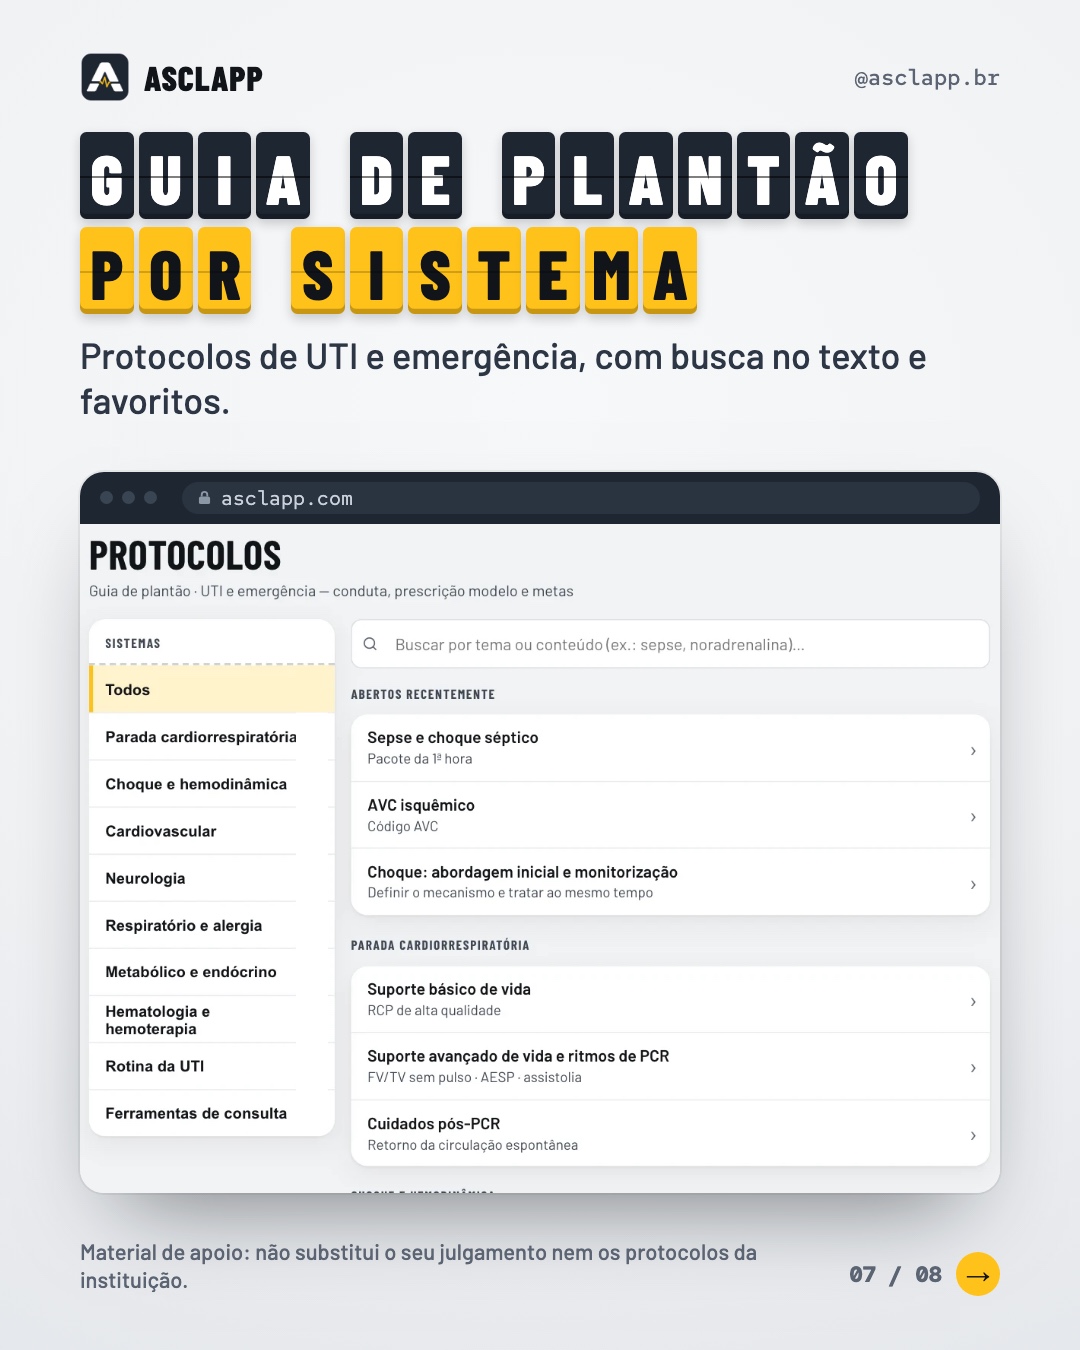 ASCLAPP
@asclapp.br
GUIA DE PLANTÃO
POR SISTEMA
Protocolos de UTI e emergência, com busca no texto e
favoritos.
asclapp.com
PROTOCOLOS
Guia de plantão · UTI e emergência — conduta, prescrição modelo e metas
SISTEMAS
Todos
Parada cardiorrespiratória
Choque e hemodinâmica
Cardiovascular
Neurologia
Respiratório e alergia
Metabólico e endócrino
Hematologia e
hemoterapia
Rotina da UTI
Ferramentas de consulta
Buscar por tema ou conteúdo (ex.: sepse, noradrenalina)...
ABERTOS RECENTEMENTE
Sepse e choque séptico
Pacote da 1ª hora
AVC isquêmico
Código AVC
Choque: abordagem inicial e monitorização
Definir o mecanismo e tratar ao mesmo tempo
PARADA CARDIORRESPIRATÓRIA
Suporte básico de vida
RCP de alta qualidade
Suporte avançado de vida e ritmos de PCR
FV/TV sem pulso · AESP · assistolia
Cuidados pós-PCR
Retorno da circulação espontânea
Material de apoio: não substitui o seu julgamento nem os protocolos da
instituição.
07 / 08 →